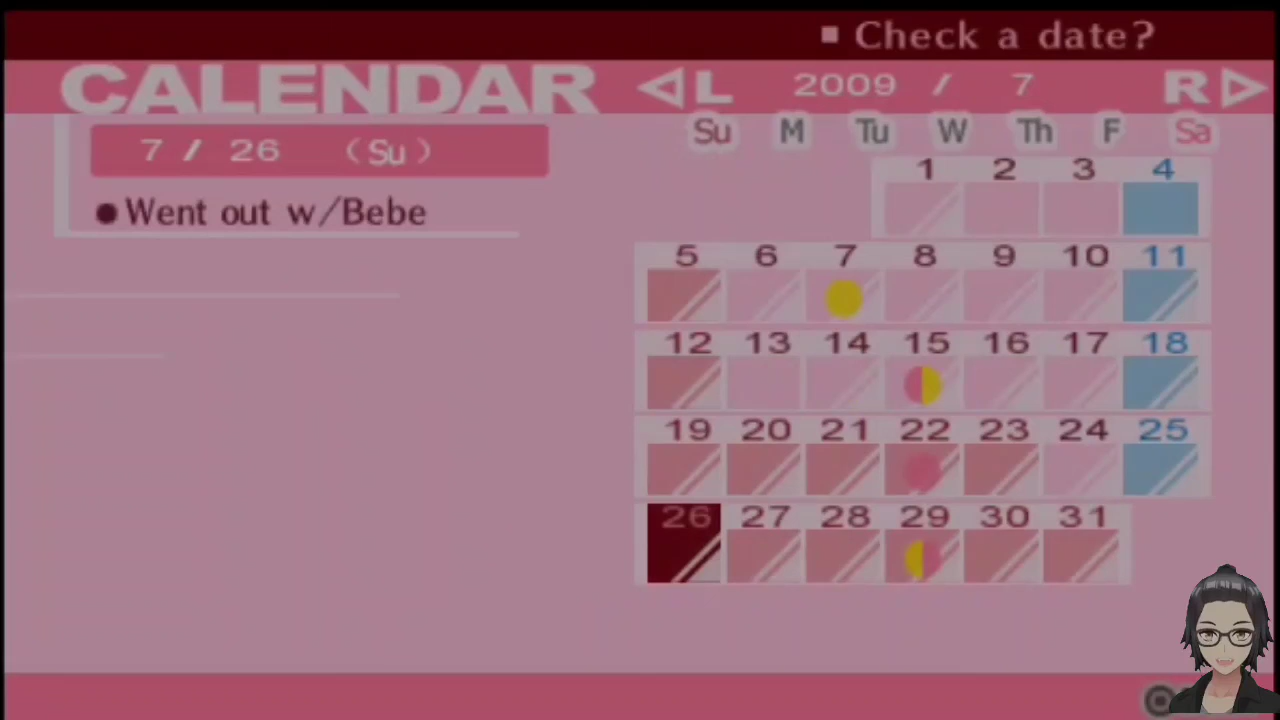 ■ Check a date?
CALENDAR
L 2009 / 7 R
7 / 26 (Su)
● Went out w/Bebe
Su M Tu W Th F Sa
1 2 3 4
5 6 7 8 9 10 11
12 13 14 15 16 17 18
19 20 21 22 23 24 25
26 27 28 29 30 31